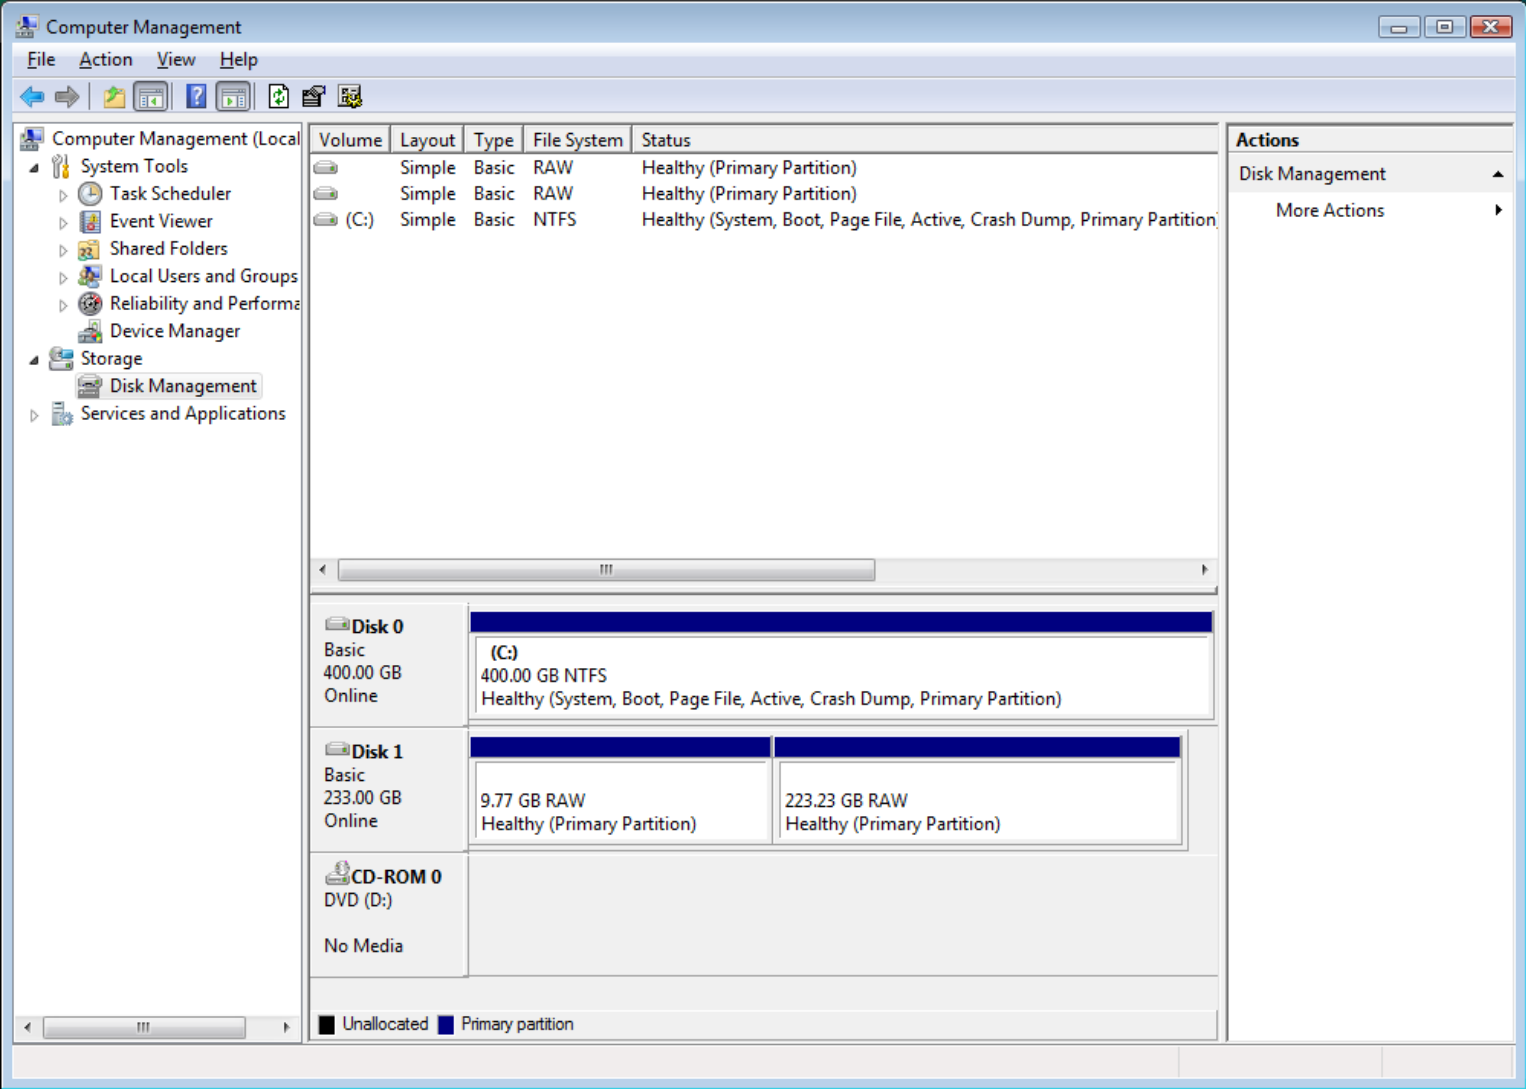 Computer Management
File Action View Help
Computer Management (Local
System Tools
Task Scheduler
Event Viewer
Shared Folders
Local Users and Groups
Reliability and Performa
Device Manager
Storage
Disk Management
Services and Applications
Volume Layout Type File System Status
Simple Basic RAW Healthy (Primary Partition)
Simple Basic RAW Healthy (Primary Partition)
(C:) Simple Basic NTFS Healthy (System, Boot, Page File, Active, Crash Dump, Primary Partition)
Disk 0
Basic
400.00 GB
Online
(C:)
400.00 GB NTFS
Healthy (System, Boot, Page File, Active, Crash Dump, Primary Partition)
Disk 1
Basic
233.00 GB
Online
9.77 GB RAW
Healthy (Primary Partition)
223.23 GB RAW
Healthy (Primary Partition)
CD-ROM 0
DVD (D:)
No Media
Unallocated Primary partition
Actions
Disk Management
More Actions